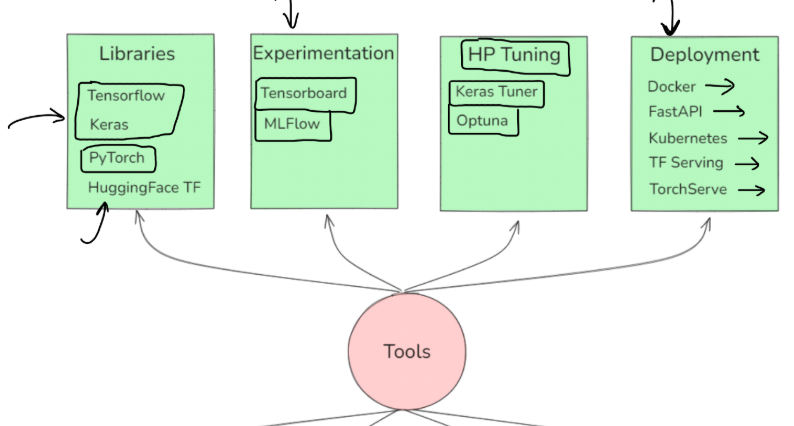 Libraries
Tensorflow
Keras
PyTorch
HuggingFace TF
Experimentation
Tensorboard
MLFlow
HP Tuning
Keras Tuner
Optuna
Deployment
Docker
FastAPI
Kubernetes
TF Serving
TorchServe
Tools